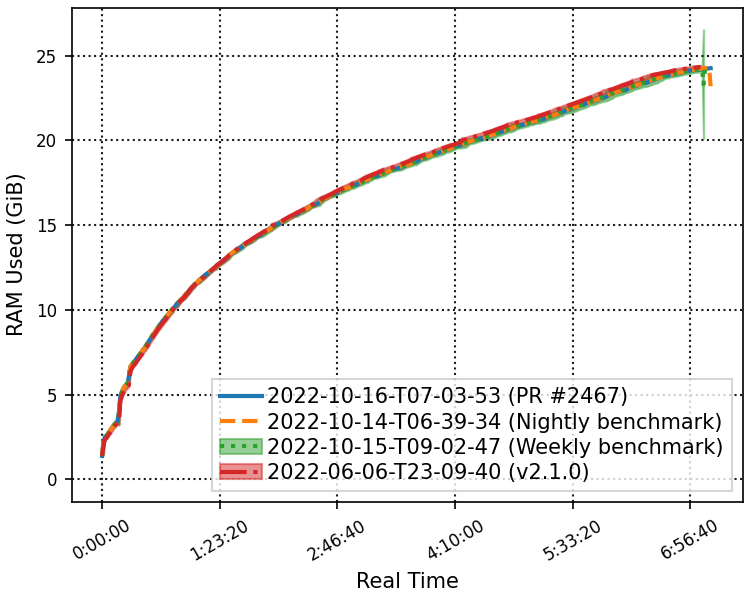 25
20
15
10
5
0
RAM Used (GiB)
2022-10-16-T07-03-53 (PR #2467)
2022-10-14-T06-39-34 (Nightly benchmark)
2022-10-15-T09-02-47 (Weekly benchmark)
2022-06-06-T23-09-40 (v2.1.0)
0:00:00
1:23:20
2:46:40
4:10:00
5:33:20
6:56:40
Real Time